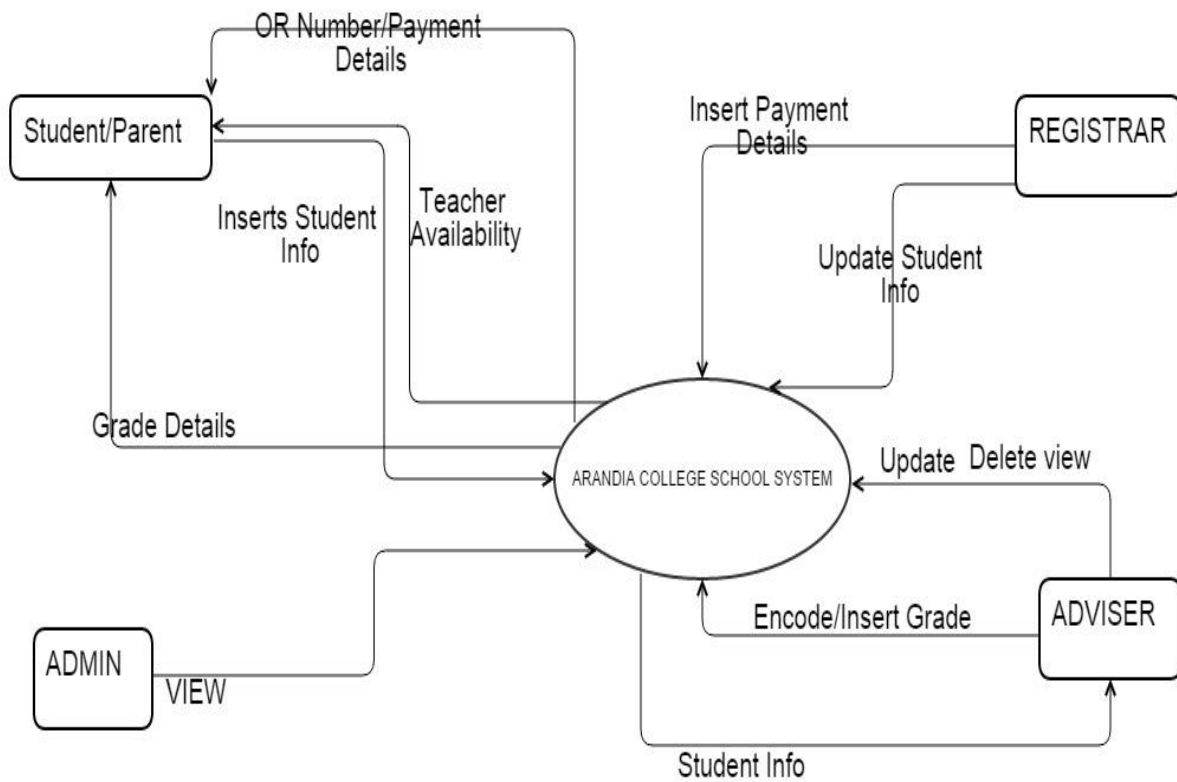 OR Number/Payment
Details
Student/Parent
Insert Payment
Details
REGISTRAR
Inserts Student
Info
Teacher
Availability
Update Student
Info
Grade Details
ARANDIA COLLEGE SCHOOL SYSTEM
Update Delete view
Encode/Insert Grade
ADVISER
ADMIN
VIEW
Student Info